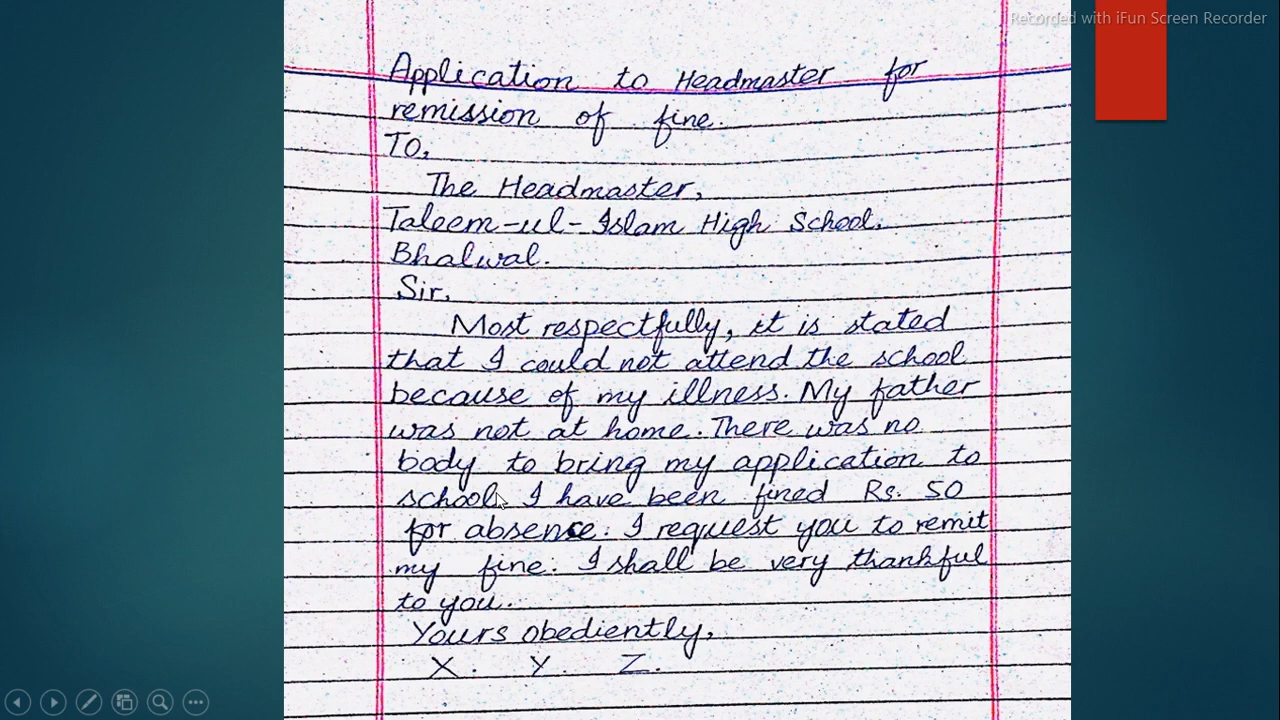 Recorded with iFun Screen Recorder
Application to Headmaster for
remission of fine.
To,
The Headmaster,
Taleem-ul-Islam High School,
Bhalwal.
Sir,
Most respectfully, it is stated
that I could not attend the school
because of my illness. My father
was not at home. There was no
body to bring my application to
school. I have been fined Rs. 50
for absence. I request you to remit
my fine. I shall be very thankful
to you.
Yours obediently,
X. Y. Z.